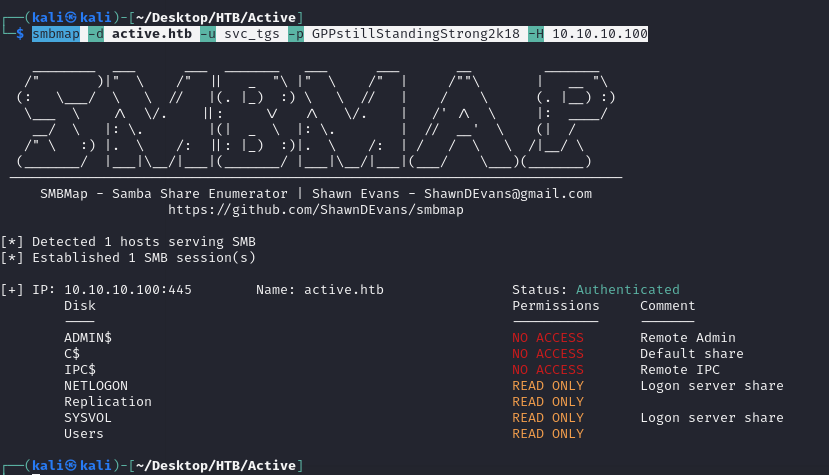 ┌──(kali㉿kali)-[~/Desktop/HTB/Active]
└─$ smbmap -d active.htb -u svc_tgs -p GPPstillStandingStrong2k18 -H 10.10.10.100
SMBMap - Samba Share Enumerator | Shawn Evans - ShawnDEvans@gmail.com
https://github.com/ShawnDEvans/smbmap
[*] Detected 1 hosts serving SMB
[*] Established 1 SMB session(s)
[+] IP: 10.10.10.100:445 Name: active.htb Status: Authenticated
Disk Permissions Comment
---- ----------- -------
ADMIN$ NO ACCESS Remote Admin
C$ NO ACCESS Default share
IPC$ NO ACCESS Remote IPC
NETLOGON READ ONLY Logon server share
Replication READ ONLY
SYSVOL READ ONLY Logon server share
Users READ ONLY
┌──(kali㉿kali)-[~/Desktop/HTB/Active]